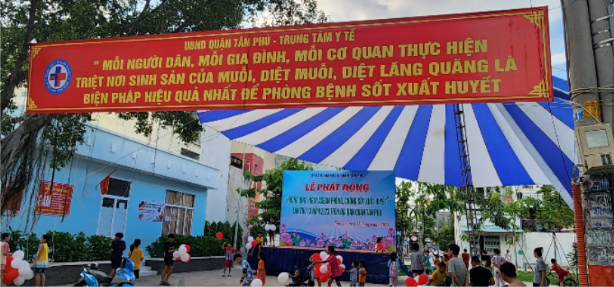 UBND QUẬN TÂN PHÚ - TRUNG TÂM Y TẾ
" MỖI NGƯỜI DÂN, MỖI GIA ĐÌNH, MỖI CƠ QUAN THỰC HIỆN
TRIỆT NƠI SINH SẢN CỦA MUỖI, DIỆT MUỖI, DIỆT LĂNG QUĂNG LÀ
BIỆN PHÁP HIỆU QUẢ NHẤT ĐỂ PHÒNG BỆNH SỐT XUẤT HUYẾT
LỄ PHÁT ĐỘNG